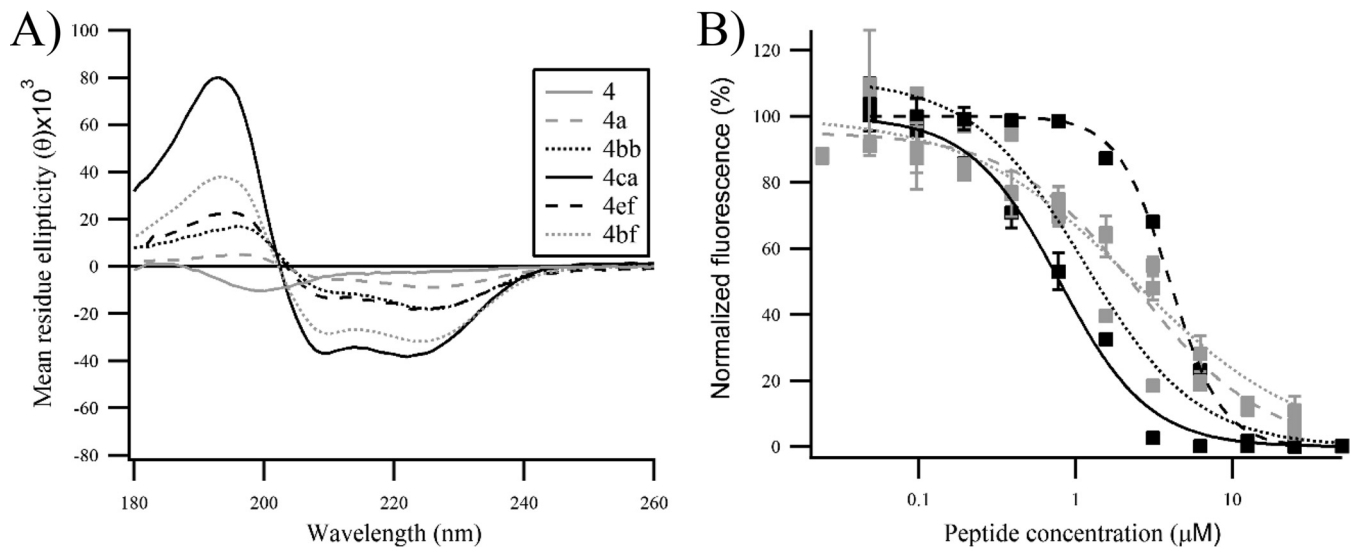 A)
100
80
60
40
20
0
-20
-40
-60
-80
Mean residue ellipticity (θ)x10³
4
4a
4bb
4ca
4ef
4bf
180
200
220
240
260
Wavelength (nm)
B)
120
100
80
60
40
20
0
Normalized fluorescence (%)
0.1
1
10
Peptide concentration (μM)